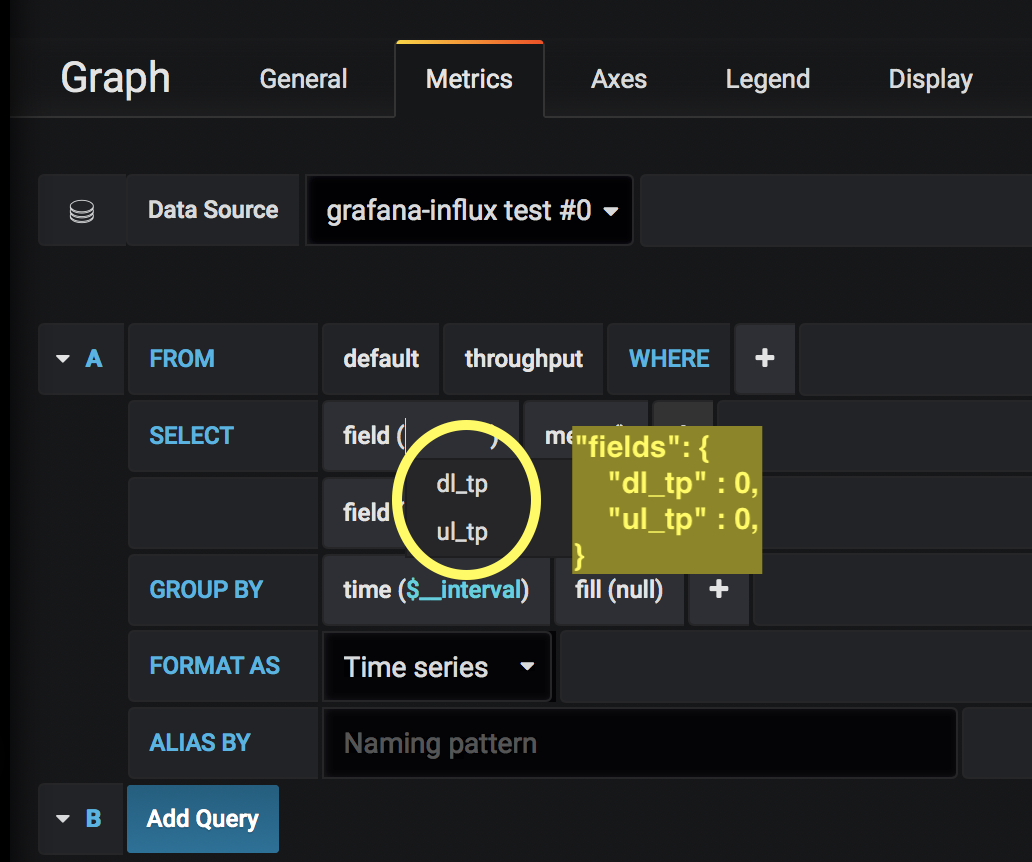 Graph General Metrics Axes Legend Display
Data Source grafana-influx test #0
A FROM default throughput WHERE +
SELECT field ( )
dl_tp
ul_tp
field
"fields": {
"dl_tp" : 0,
"ul_tp" : 0,
}
GROUP BY time ($__interval) fill (null) +
FORMAT AS Time series
ALIAS BY Naming pattern
B Add Query